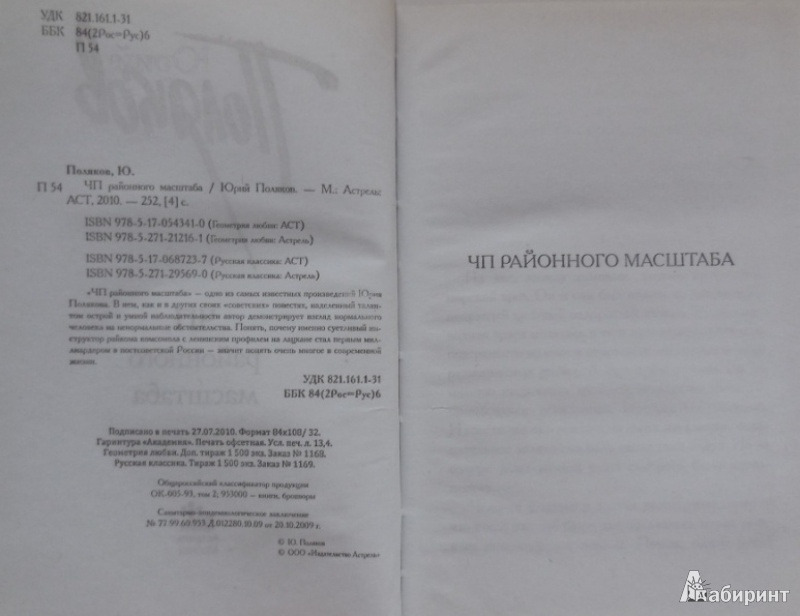 УДК 821.161.1-31
ББК 84(2Рос=Рус)6
П 54
Поляков, Ю.
П 54 ЧП районного масштаба / Юрий Поляков. — М.: Астрель:
АСТ, 2010. — 252, [4] с.
ISBN 978-5-17-054341-0 (Геометрия любви: АСТ)
ISBN 978-5-271-21216-1 (Геометрия любви: Астрель)
ISBN 978-5-17-068723-7 (Русская классика: АСТ)
ISBN 978-5-271-29569-0 (Русская классика: Астрель)
«ЧП районного масштаба» — одно из самых известных произведений Юрия
Полякова. В нем, как и в других своих «советских» повестях, наделенный талан-
том острой и умной наблюдательности автор демонстрирует взгляд нормального
человека на ненормальные обстоятельства. Понять, почему именно суетливый ин-
структор райкома комсомола с ленинским профилем на лацкане стал первым мил-
лиардером в постсоветской России — значит понять очень многое в современной
жизни.
УДК 821.161.1-31
ББК 84(2Рос=Рус)6
Подписано в печать 27.07.2010. Формат 84х100/32.
Гарнитура «Академия». Печать офсетная. Усл. печ. л. 13,4.
Геометрия любви. Доп. тираж 1 500 экз. Заказ № 1168.
Русская классика. Тираж 1 500 экз. Заказ № 1169.
Общероссийский классификатор продукции
ОК-005-93, том 2; 953000 — книги, брошюры
Санитарно-эпидемиологическое заключение
№ 77.99.60.953.Д.012280.10.09 от 20.10.2009 г.
© Ю. Поляков
© ООО «Издательство Астрель»
ЧП РАЙОННОГО МАСШТАБА
Лабиринт